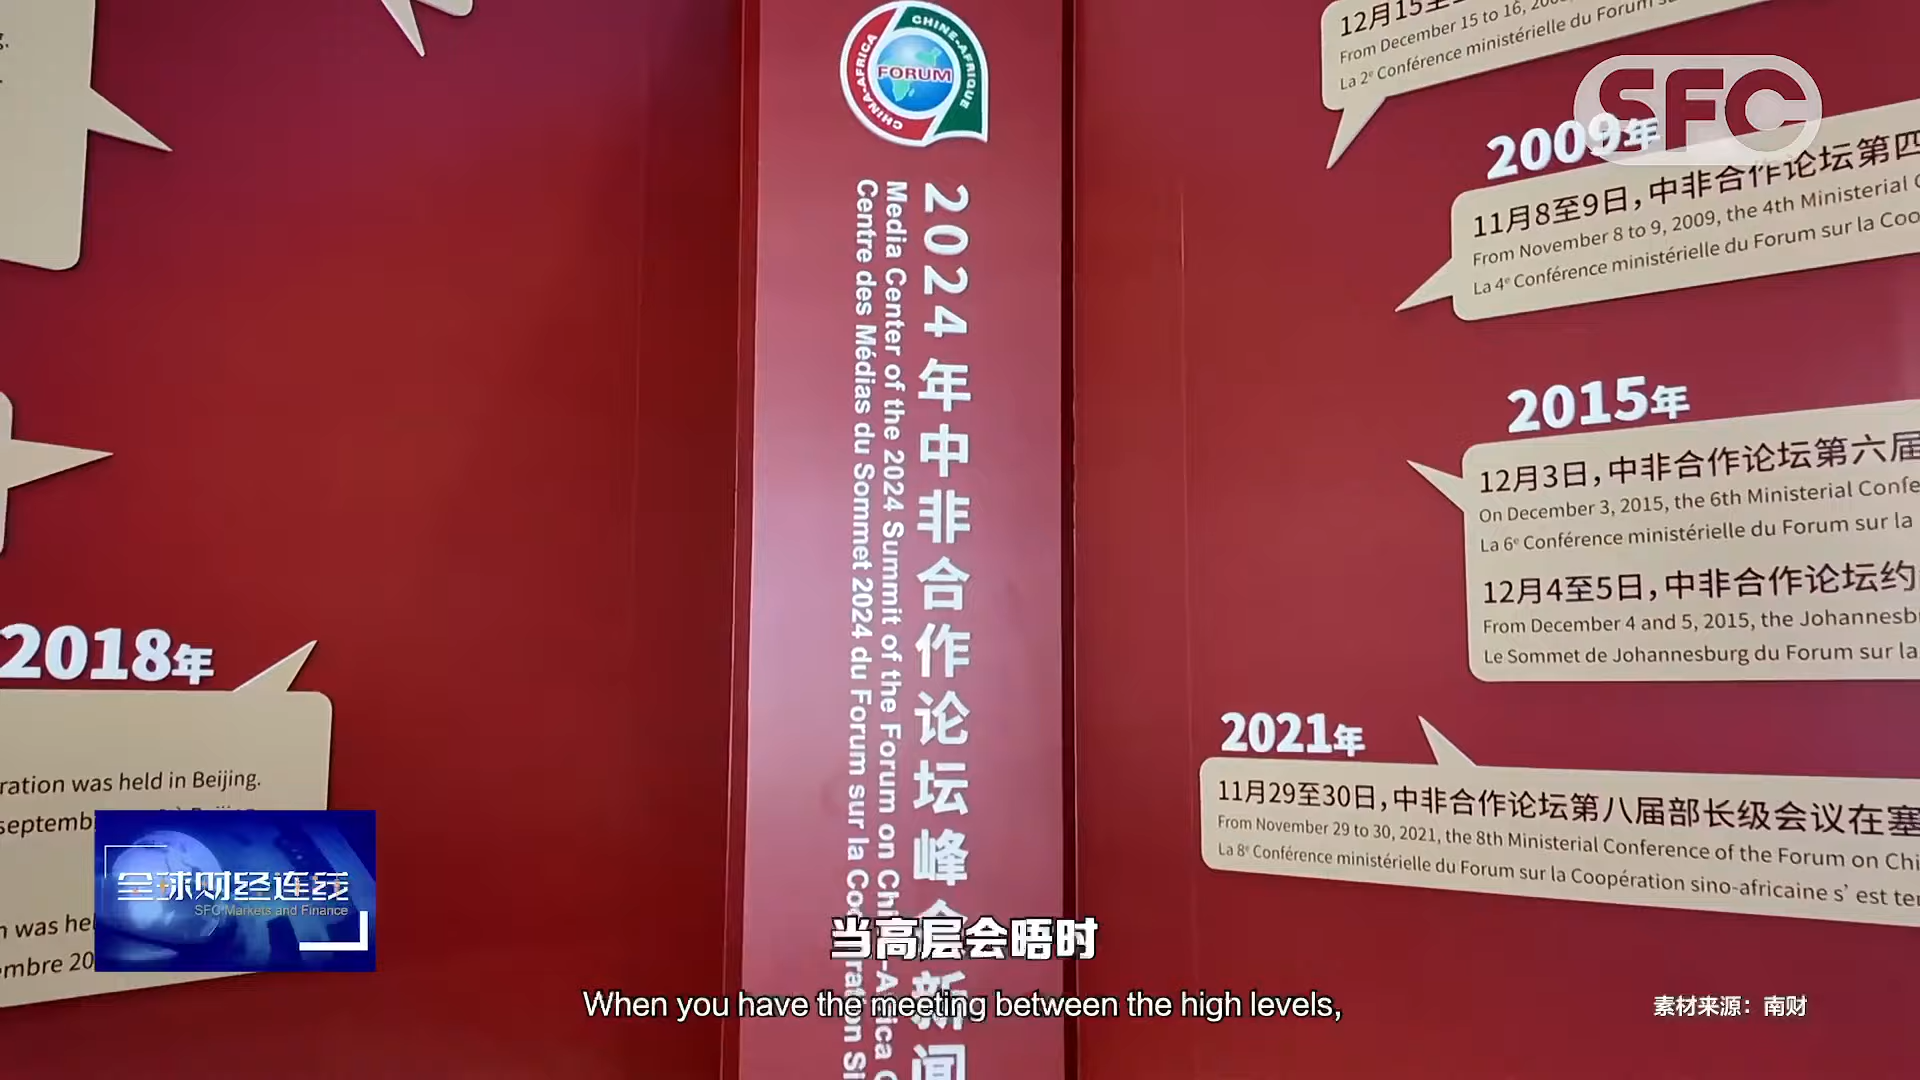 CHINA-AFRICA
CHINE-AFRIQUE
FORUM
2024年中非合作论坛峰会新闻
Media Center of the 2024 Summit of the Forum on China-Africa
Centre des Médias du Sommet 2024 du Forum sur la Coopération
2018年
ration was held in Beijing.
septemb
n was hel
embre 20
12月15至
From December 15 to 16,
La 2e Conférence ministérielle du Forum
SFC
2009年
11月8至9日，中非合作论坛第四
From November 8 to 9, 2009, the 4th Ministerial
La 4e Conférence ministérielle du Forum sur la Coo
2015年
12月3日，中非合作论坛第六届
On December 3, 2015, the 6th Ministerial Confe
La 6e Conférence ministérielle du Forum sur la
12月4至5日，中非合作论坛约
From December 4 and 5, 2015, the Johannesb
Le Sommet de Johannesburg du Forum sur la
2021年
11月29至30日，中非合作论坛第八届部长级会议在塞
From November 29 to 30, 2021, the 8th Ministerial Conference of the Forum on Chi
La 8e Conférence ministérielle du Forum sur la Coopération sino-africaine s'est te
全球财经连线
SFC Markets and Finance
当高层会晤时
When you have the meeting between the high levels,
素材来源：南财